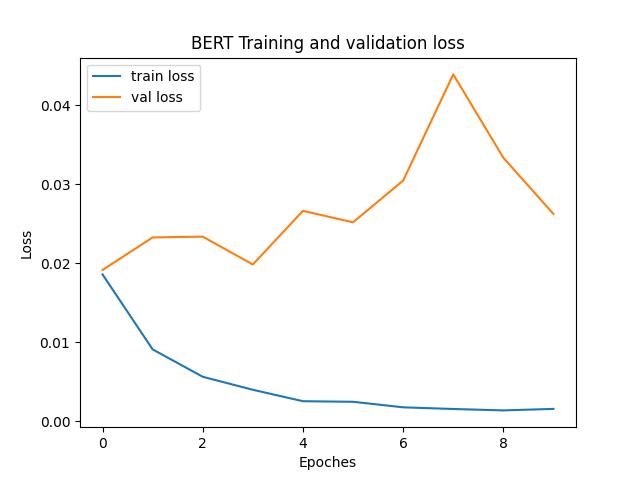 BERT Training and validation loss
train loss
val loss
0.04
0.03
0.02
0.01
0.00
Loss
0 2 4 6 8
Epoches